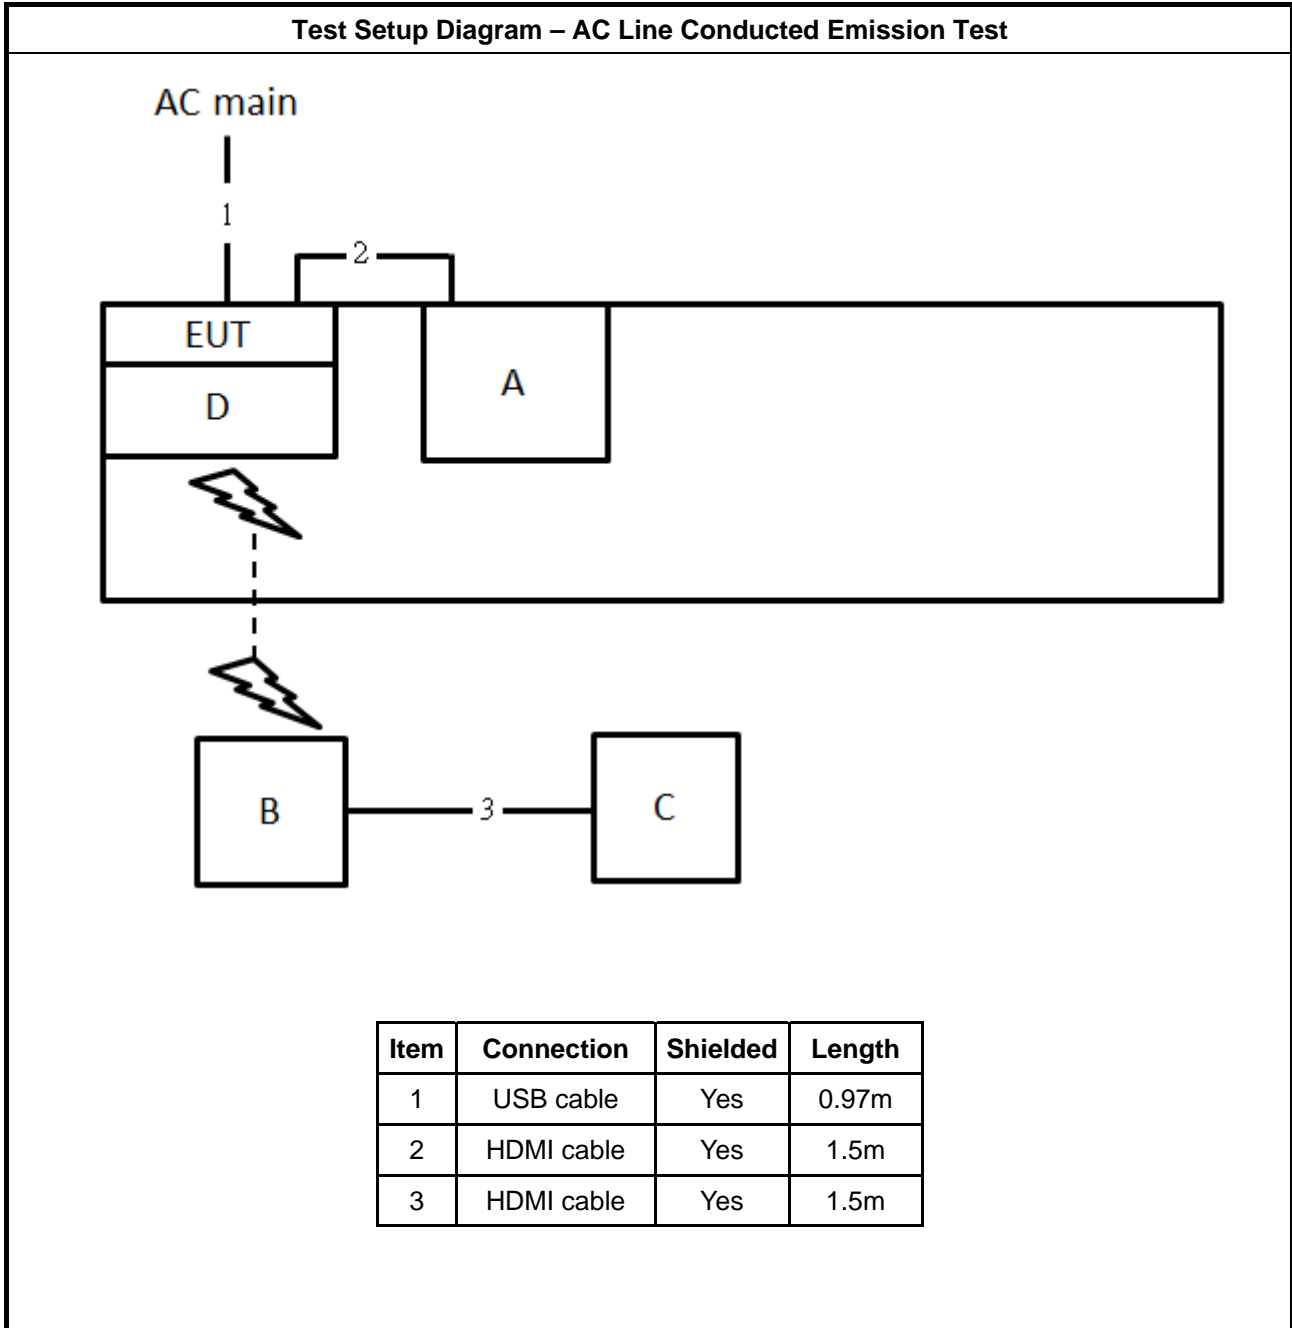 Test Setup Diagram – AC Line Conducted Emission Test
AC main
1
2
EUT
D
A
B
3
C
Item Connection Shielded Length
1 USB cable Yes 0.97m
2 HDMI cable Yes 1.5m
3 HDMI cable Yes 1.5m